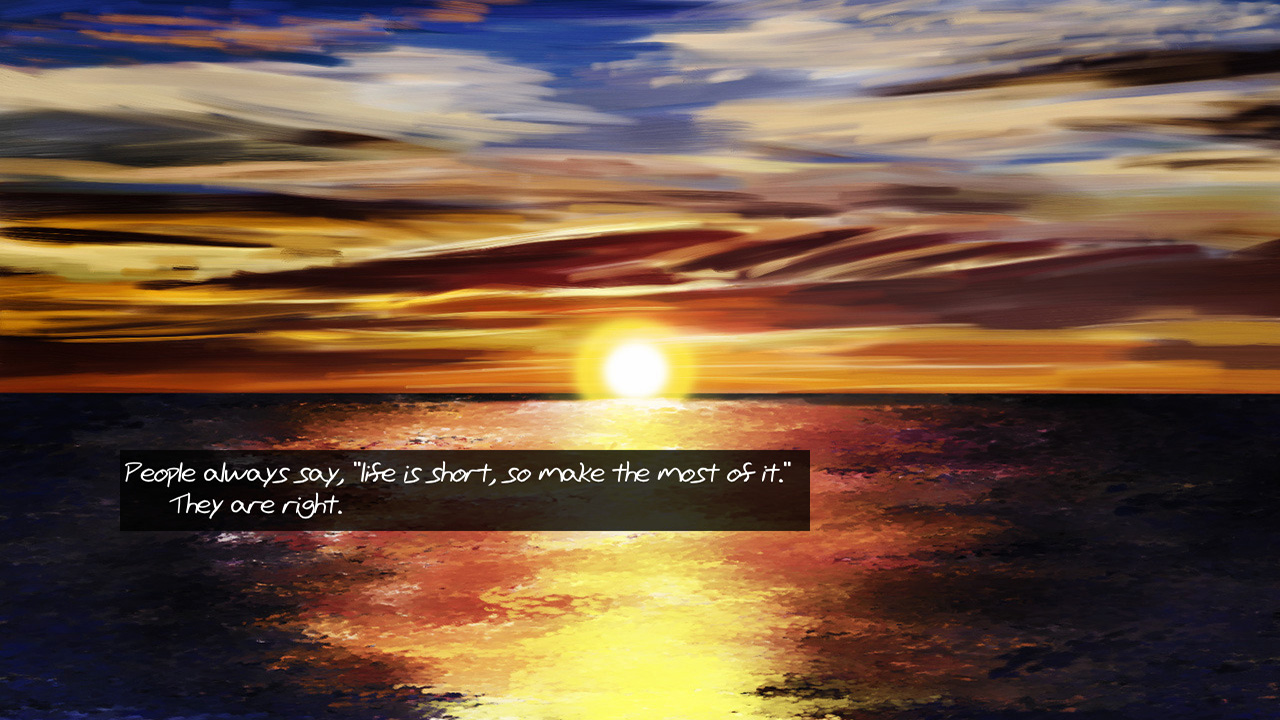 People always say, "life is short, so make the most of it."
They are right.